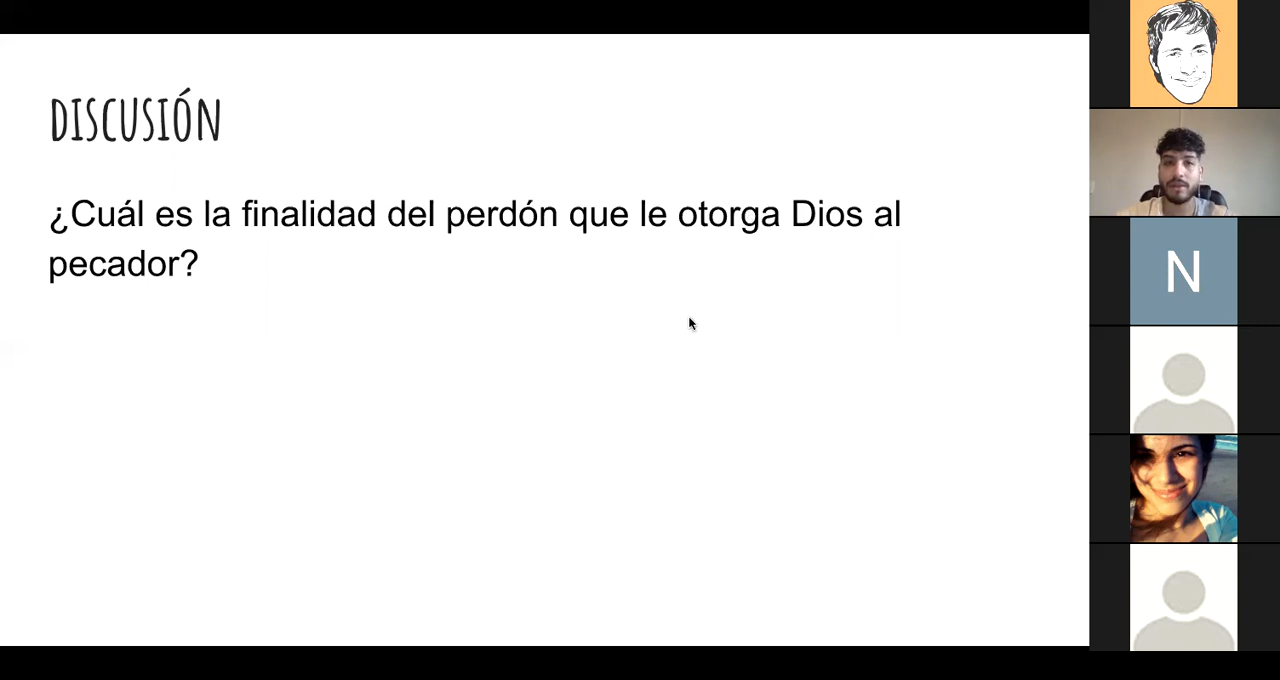 DISCUSIÓN
¿Cuál es la finalidad del perdón que le otorga Dios al
pecador?
N